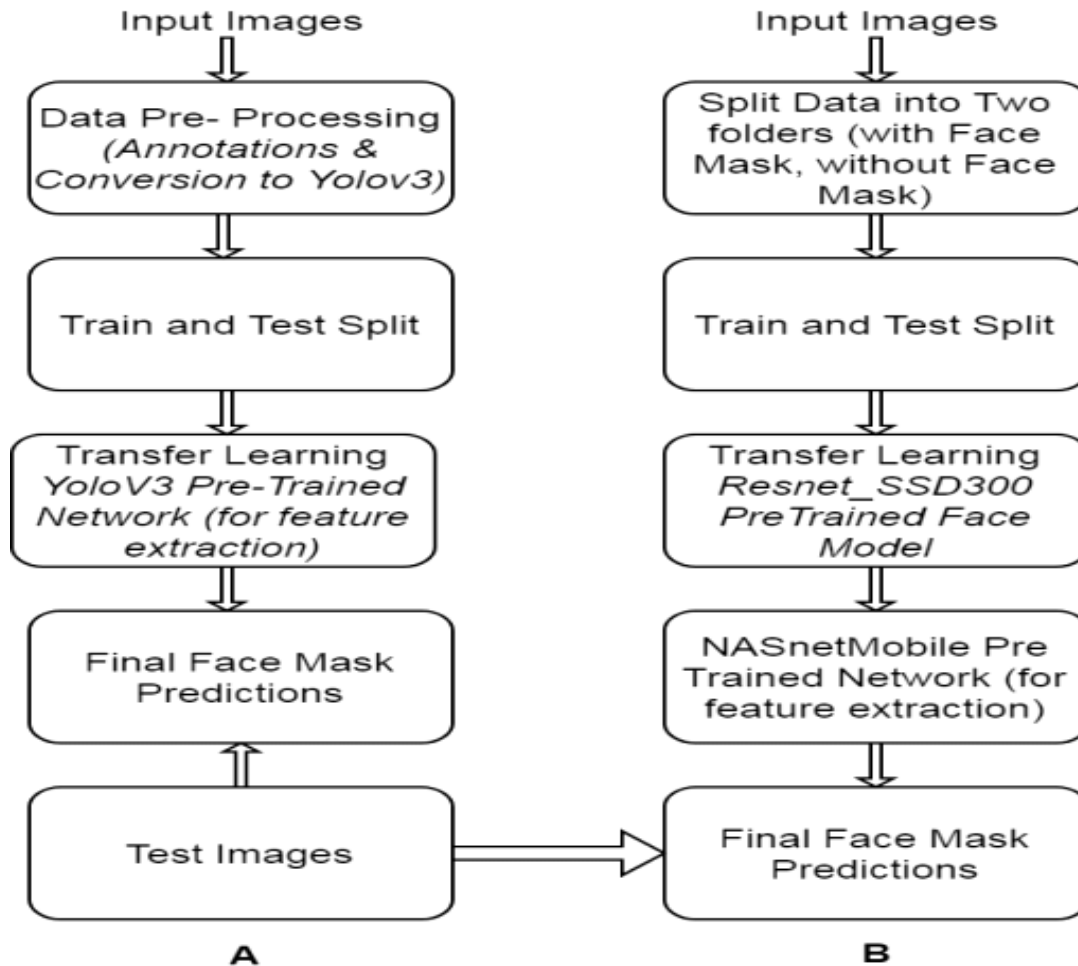 Input Images
Data Pre- Processing
(Annotations &
Conversion to Yolov3)
Train and Test Split
Transfer Learning
YoloV3 Pre-Trained
Network (for feature
extraction)
Final Face Mask
Predictions
Test Images
A
Input Images
Split Data into Two
folders (with Face
Mask, without Face
Mask)
Train and Test Split
Transfer Learning
Resnet_SSD300
PreTrained Face
Model
NASnetMobile Pre
Trained Network (for
feature extraction)
Final Face Mask
Predictions
B